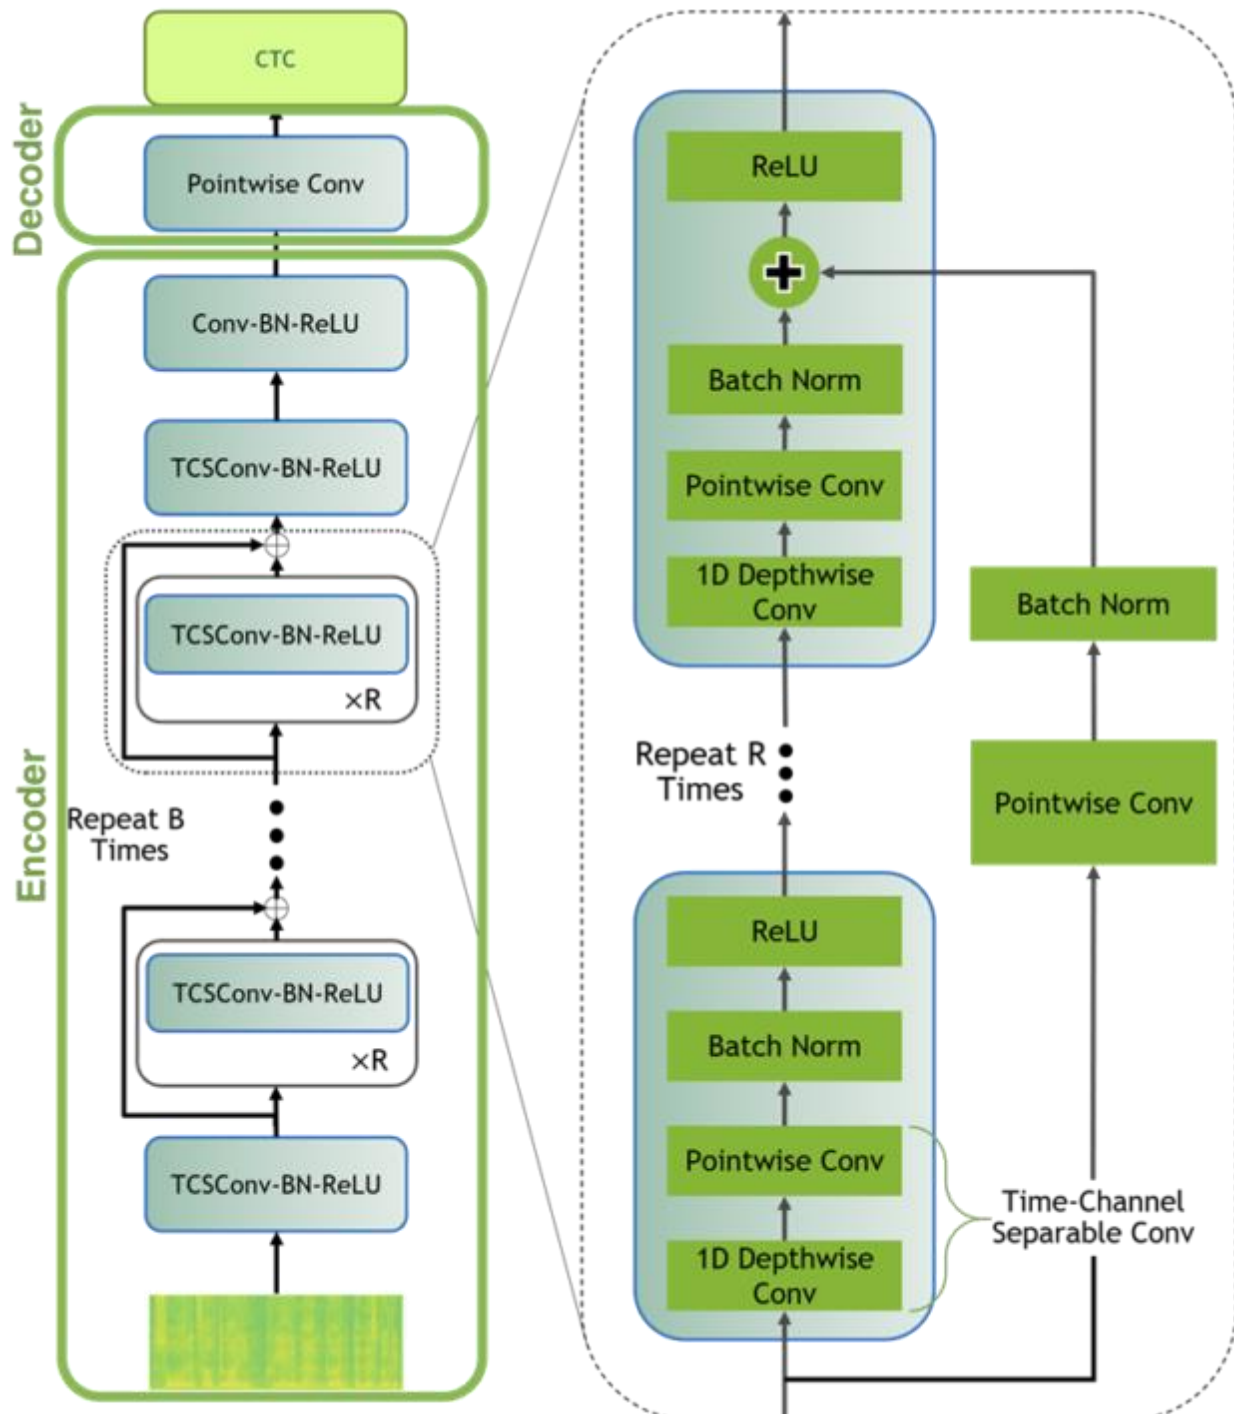 CTC
Decoder
Pointwise Conv
Conv-BN-ReLU
TCSConv-BN-ReLU
TCSConv-BN-ReLU
×R
Encoder
Repeat B
Times
TCSConv-BN-ReLU
×R
TCSConv-BN-ReLU
ReLU
+
Batch Norm
Pointwise Conv
1D Depthwise
Conv
Batch Norm
Repeat R
Times
Pointwise Conv
ReLU
Batch Norm
Pointwise Conv
Time-Channel
Separable Conv
1D Depthwise
Conv